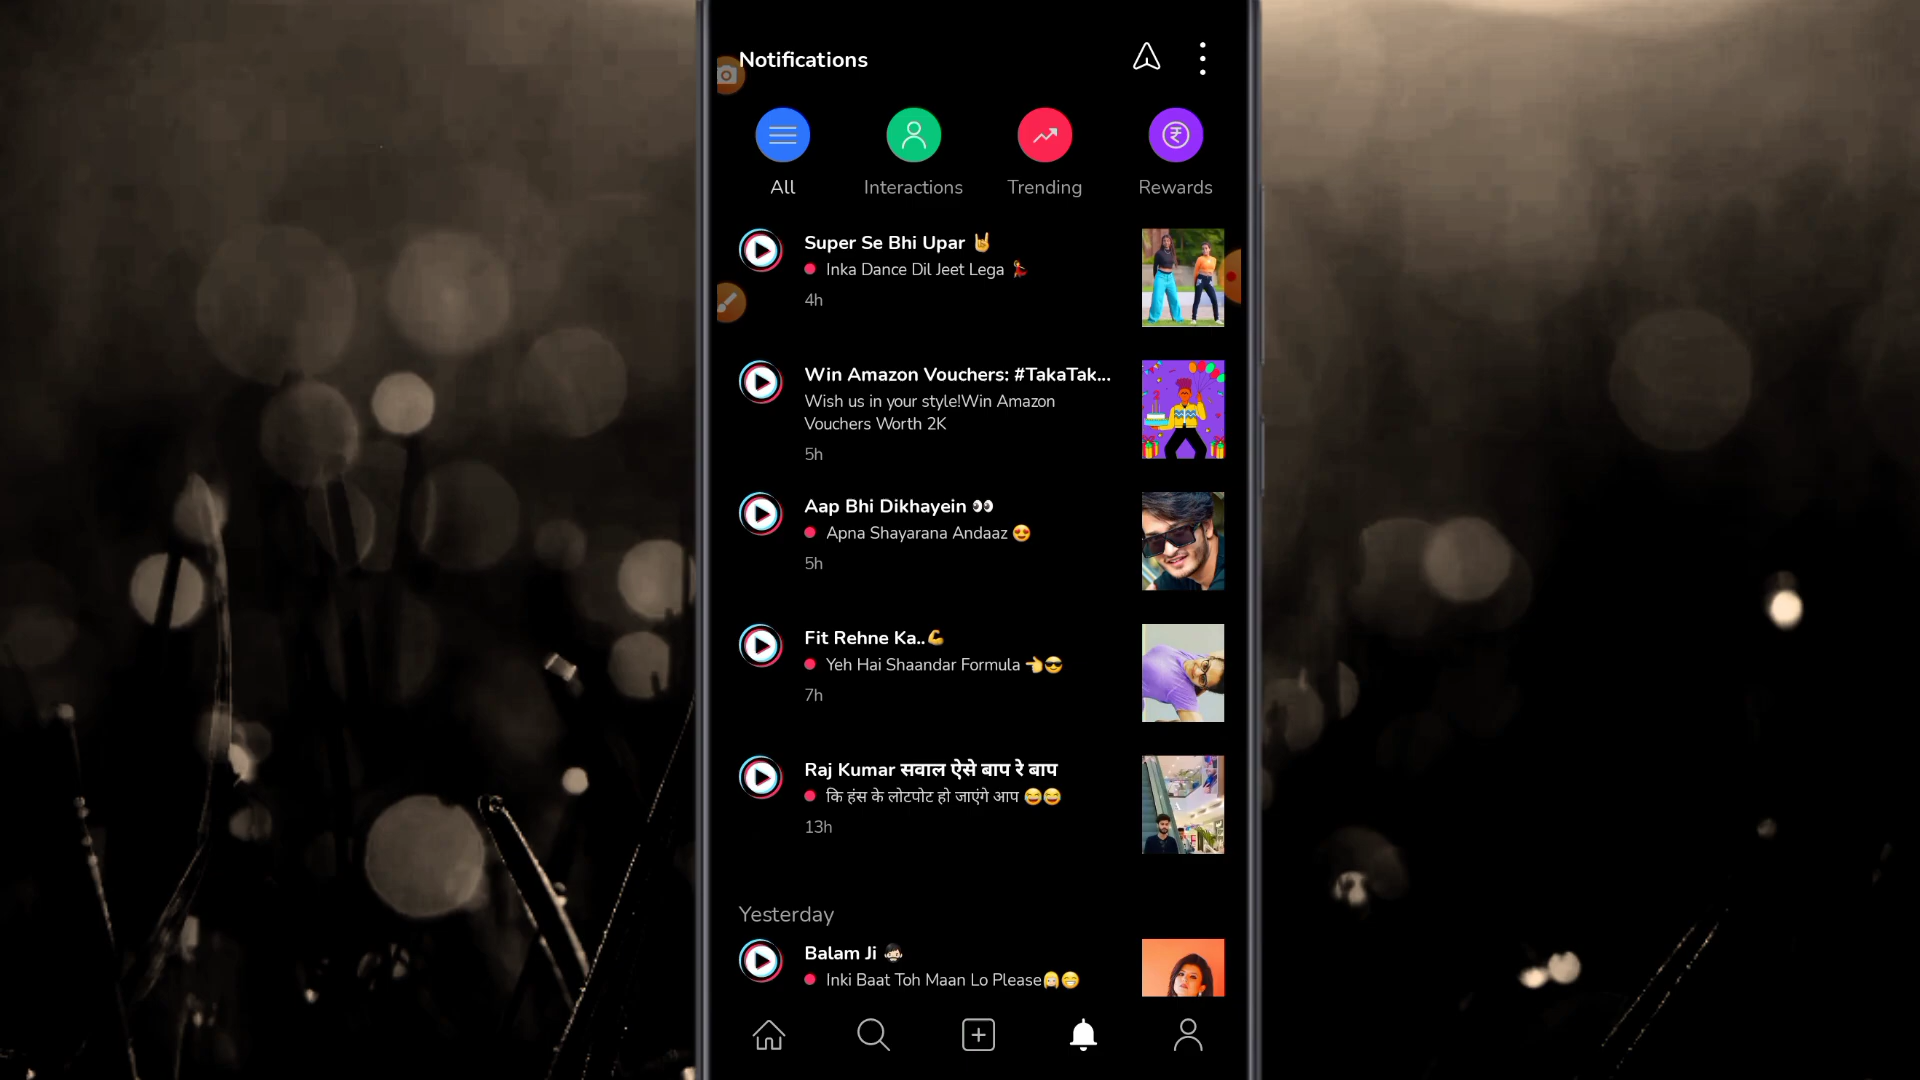 Notifications
All
Interactions
Trending
Rewards
Super Se Bhi Upar 🤘
Inka Dance Dil Jeet Lega 💃
4h
Win Amazon Vouchers: #TakaTak...
Wish us in your style!Win Amazon
Vouchers Worth 2K
5h
Aap Bhi Dikhayein 👀
Apna Shayarana Andaaz 😍
5h
Fit Rehne Ka..💪
Yeh Hai Shaandar Formula 👈😎
7h
Raj Kumar सवाल ऐसे बाप रे बाप
कि हंस के लोटपोट हो जाएंगे आप 😂😂
13h
Yesterday
Balam Ji 🧔🏻
Inki Baat Toh Maan Lo Please🙏😁